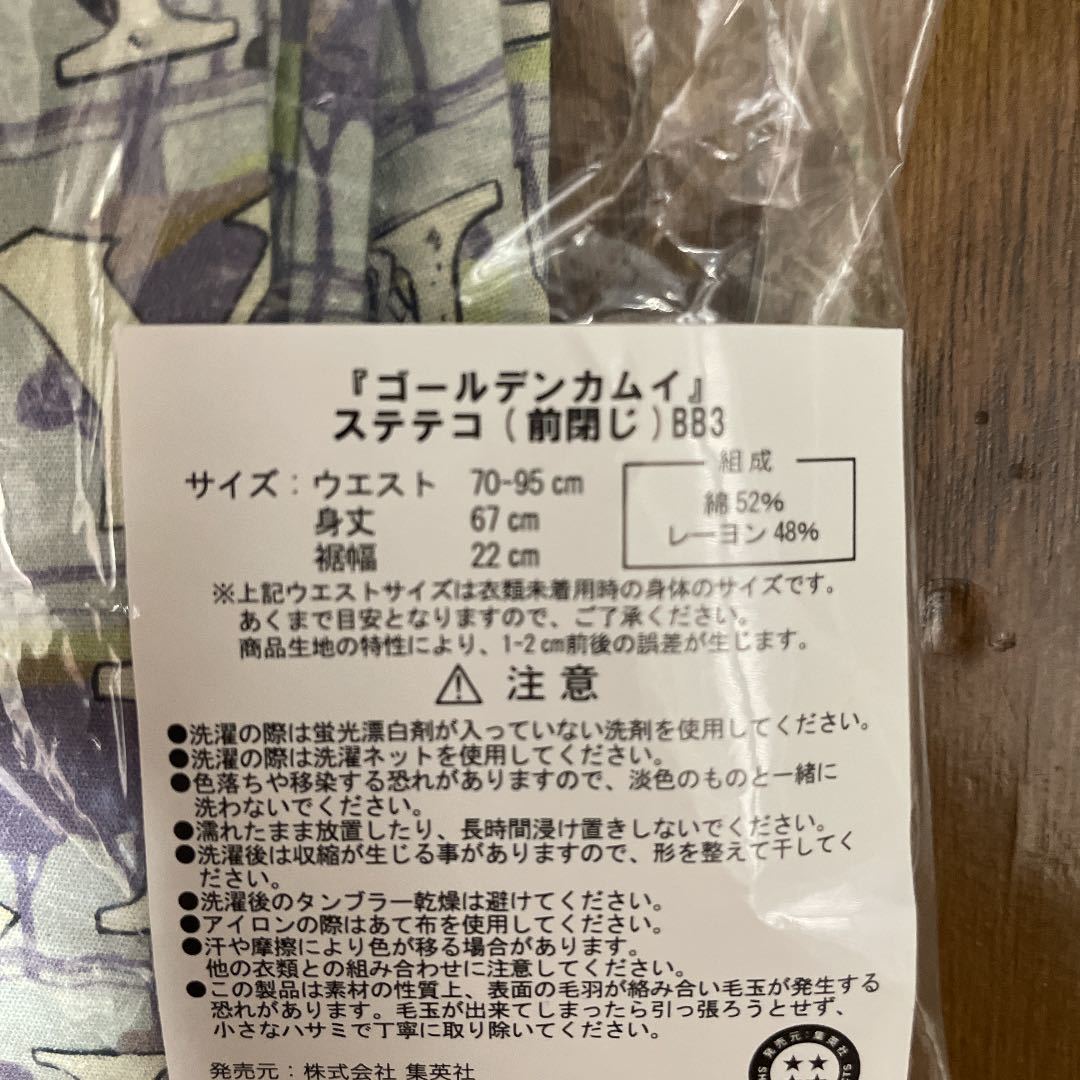 『ゴールデンカムイ』
ステテコ(前閉じ)BB3
サイズ:ウエスト 70-95cm
身丈 67cm
裾幅 22cm
組成
綿52%
レーヨン48%
※上記ウエストサイズは衣類未着用時の身体のサイズです。
あくまで目安となりますので、ご了承ください。
商品生地の特性により、1-2cm前後の誤差が生じます。
注意
●洗濯の際は蛍光漂白剤が入っていない洗剤を使用してください。
●洗濯の際は洗濯ネットを使用してください。
●色落ちや移染する恐れがありますので、淡色のものと一緒に
洗わないでください。
●濡れたまま放置したり、長時間浸け置きしないでください。
●洗濯後は収縮が生じる事がありますので、形を整えて干してく
ださい。
●洗濯後のタンブラー乾燥は避けてください。
●アイロンの際はあて布を使用してください。
●汗や摩擦により色が移る場合があります。
他の衣類との組み合わせに注意してください。
●この製品は素材の性質上、表面の毛羽が絡み合い毛玉が発生する
恐れがあります。毛玉が出来てしまったら引っ張ろうとせず、
小さなハサミで丁寧に取り除いてください。
発売元:株式会社 集英社
発売元:集英社